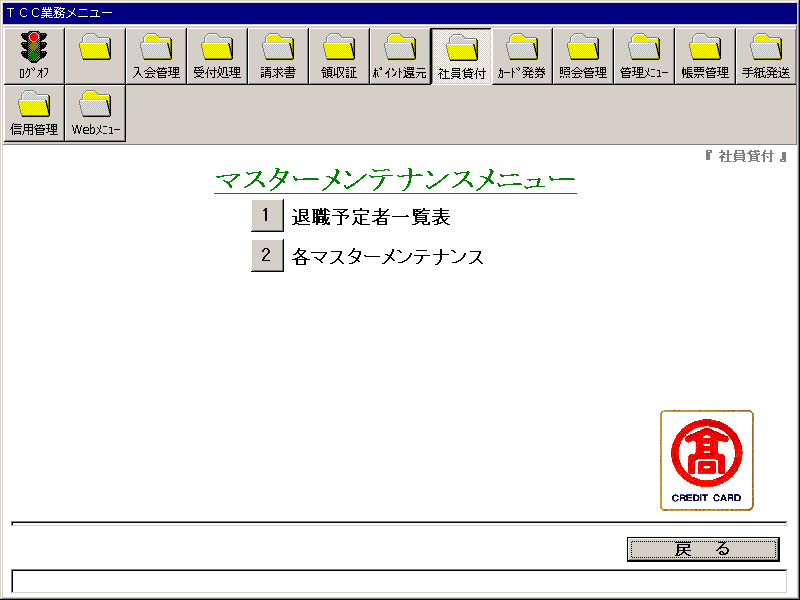 ＴＣＣ業務メニュー
ﾛｸﾞｵﾌ
入会管理
受付処理
請求書
領収証
ﾎﾟｲﾝﾄ還元
社員貸付
ｶｰﾄﾞ発券
照会管理
管理ﾒﾆｭｰ
帳票管理
手紙発送
信用管理
Webﾒﾆｭｰ
『 社員貸付 』
マスターメンテナンスメニュー
1 退職予定者一覧表
2 各マスターメンテナンス
髙
CREDIT CARD
戻　る